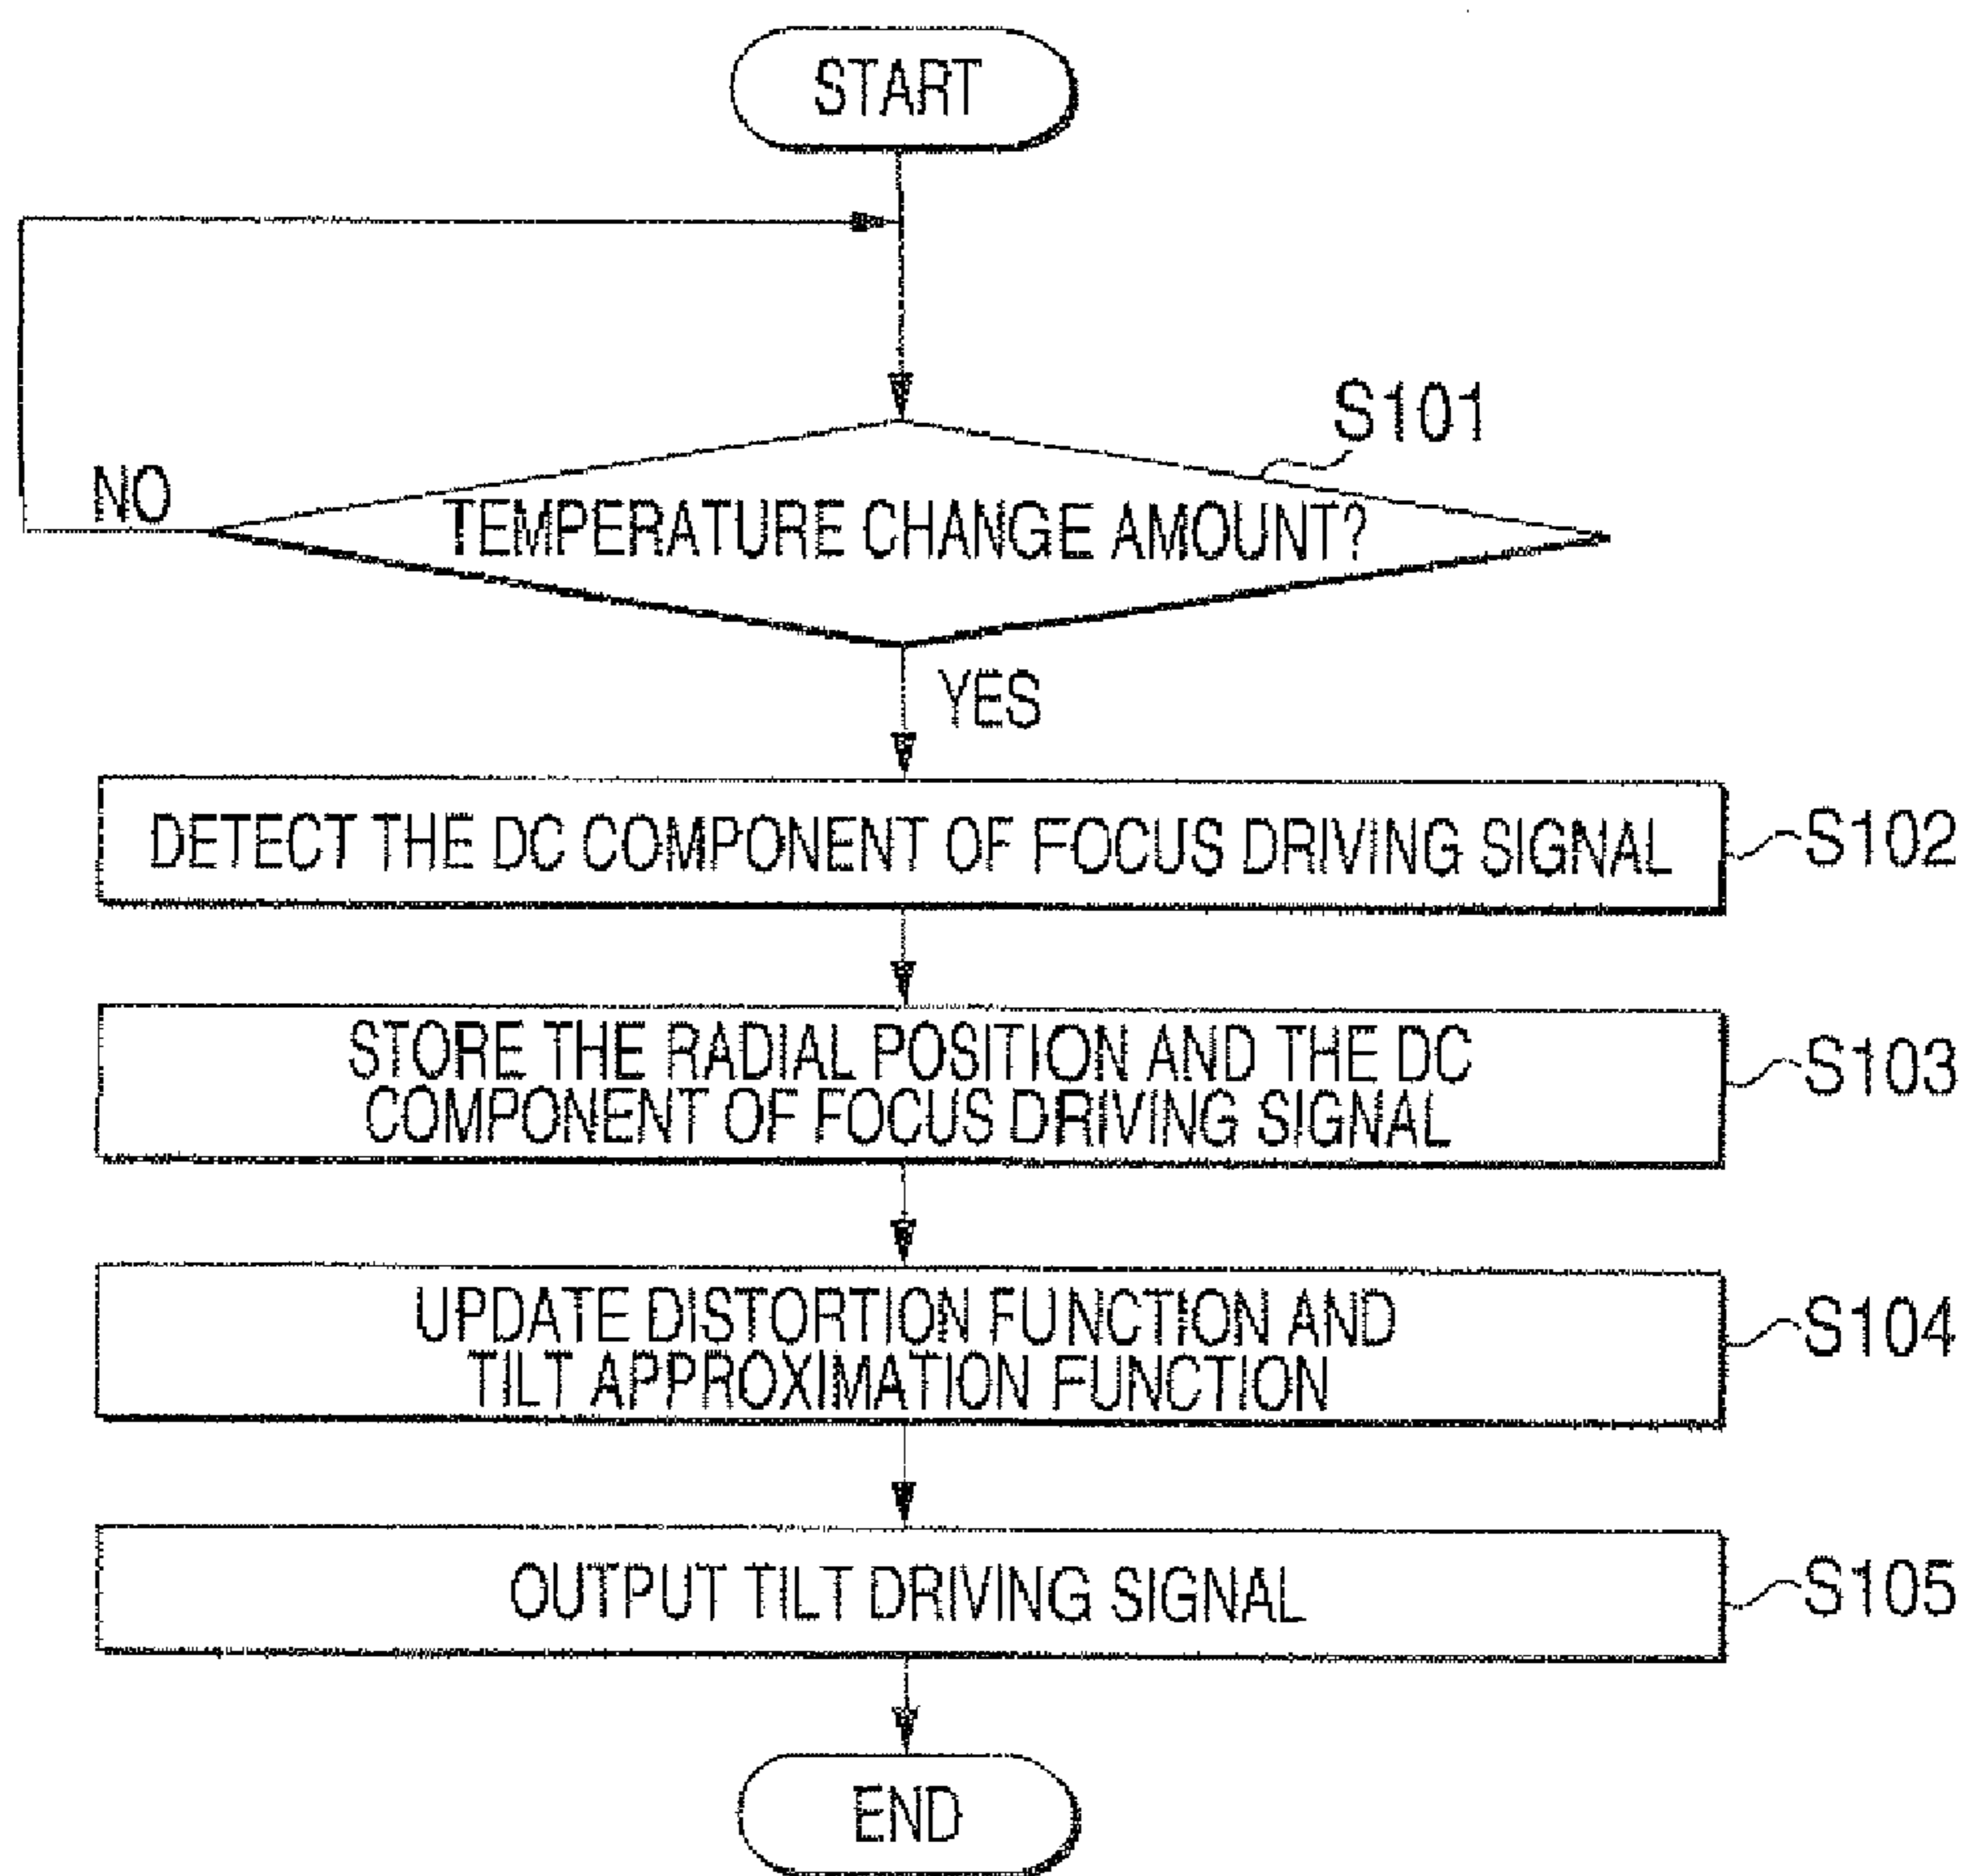 START
S101
NO
TEMPERATURE CHANGE AMOUNT?
YES
DETECT THE DC COMPONENT OF FOCUS DRIVING SIGNAL
S102
STORE THE RADIAL POSITION AND THE DC
COMPONENT OF FOCUS DRIVING SIGNAL
S103
UPDATE DISTORTION FUNCTION AND
TILT APPROXIMATION FUNCTION
S104
OUTPUT TILT DRIVING SIGNAL
S105
END